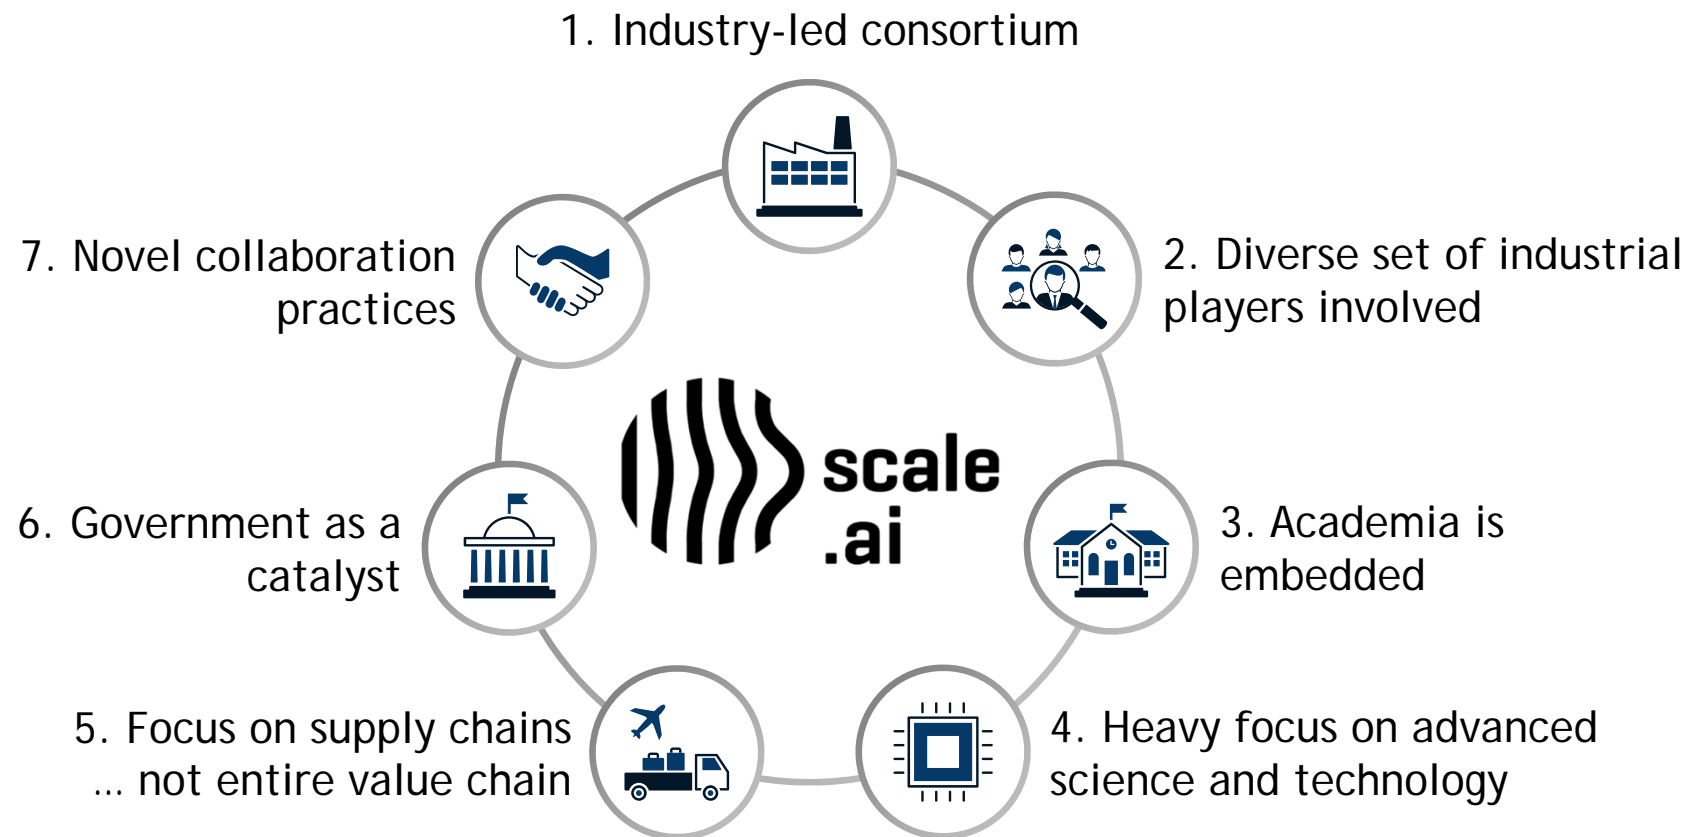 1. Industry-led consortium
2. Diverse set of industrial
players involved
3. Academia is
embedded
4. Heavy focus on advanced
science and technology
5. Focus on supply chains
... not entire value chain
6. Government as a
catalyst
7. Novel collaboration
practices
scale
.ai